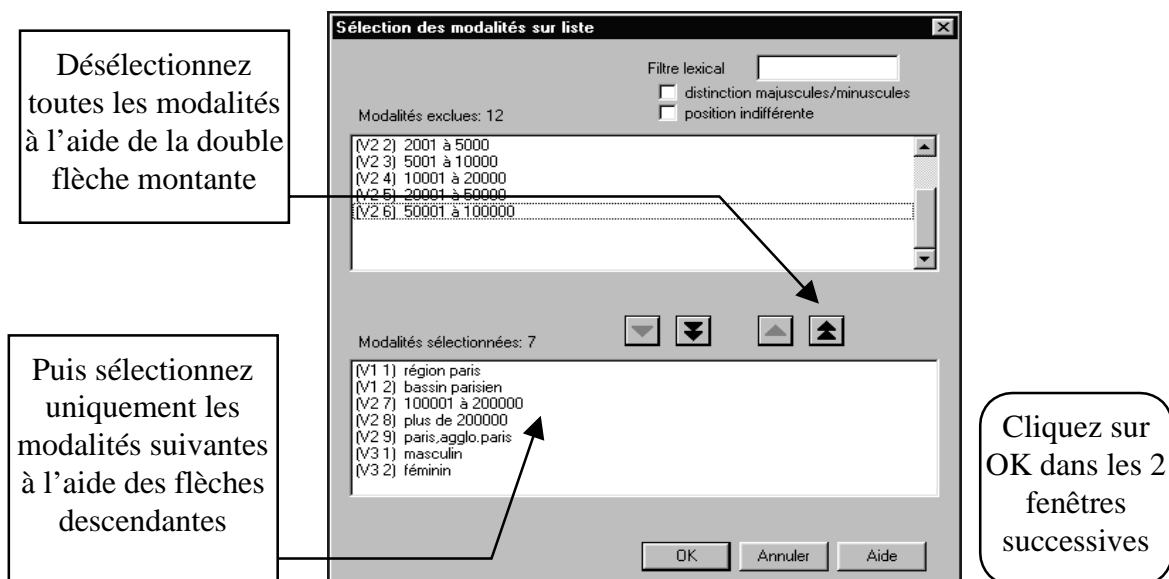 Désélectionnez
toutes les modalités
à l’aide de la double
flèche montante
Sélection des modalités sur liste
Filtre lexical
distinction majuscules/minuscules
position indifférente
Modalités exclues: 12
(V2 2) 2001 à 5000
(V2 3) 5001 à 10000
(V2 4) 10001 à 20000
(V2 5) 20001 à 50000
(V2 6) 50001 à 100000
Puis sélectionnez
uniquement les
modalités suivantes
à l’aide des flèches
descendantes
Modalités sélectionnées: 7
(V1 1) région paris
(V1 2) bassin parisien
(V2 7) 100001 à 200000
(V2 8) plus de 200000
(V2 9) paris,agglo.paris
(V3 1) masculin
(V3 2) féminin
OK Annuler Aide
Cliquez sur
OK dans les 2
fenêtres
successives